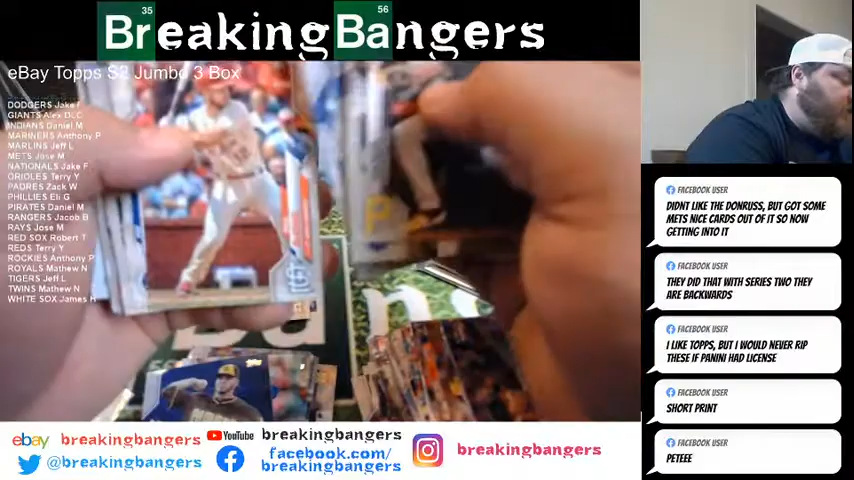 35
56
BreakingBangers
eBay Topps S2 Jumbo 3 Box
DODGERS Jake F
GIANTS Alex DLC
INDIANS Daniel M
MARINERS Anthony P
MARLINS Jeff L
METS Jose M
NATIONALS Jake F
ORIOLES Terry Y
PADRES Zack W
PHILLIES Eli G
PIRATES Daniel M
RANGERS Jacob B
RAYS Jose M
RED SOX Robert T
REDS Terry Y
ROCKIES Anthony P
ROYALS Mathew N
TIGERS Jeff L
TWINS Mathew N
WHITE SOX James H
P
FACEBOOK USER
DIDNT LIKE THE DONRUSS, BUT GOT SOME
METS NICE CARDS OUT OF IT SO NOW
GETTING INTO IT
FACEBOOK USER
THEY DID THAT WITH SERIES TWO THEY
ARE BACKWARDS
FACEBOOK USER
I LIKE TOPPS, BUT I WOULD NEVER RIP
THESE IF PANINI HAD LICENSE
FACEBOOK USER
SHORT PRINT
FACEBOOK USER
PETEEE
ebay breakingbangers
YouTube breakingbangers
@breakingbangers
facebook.com/
breakingbangers
breakingbangers